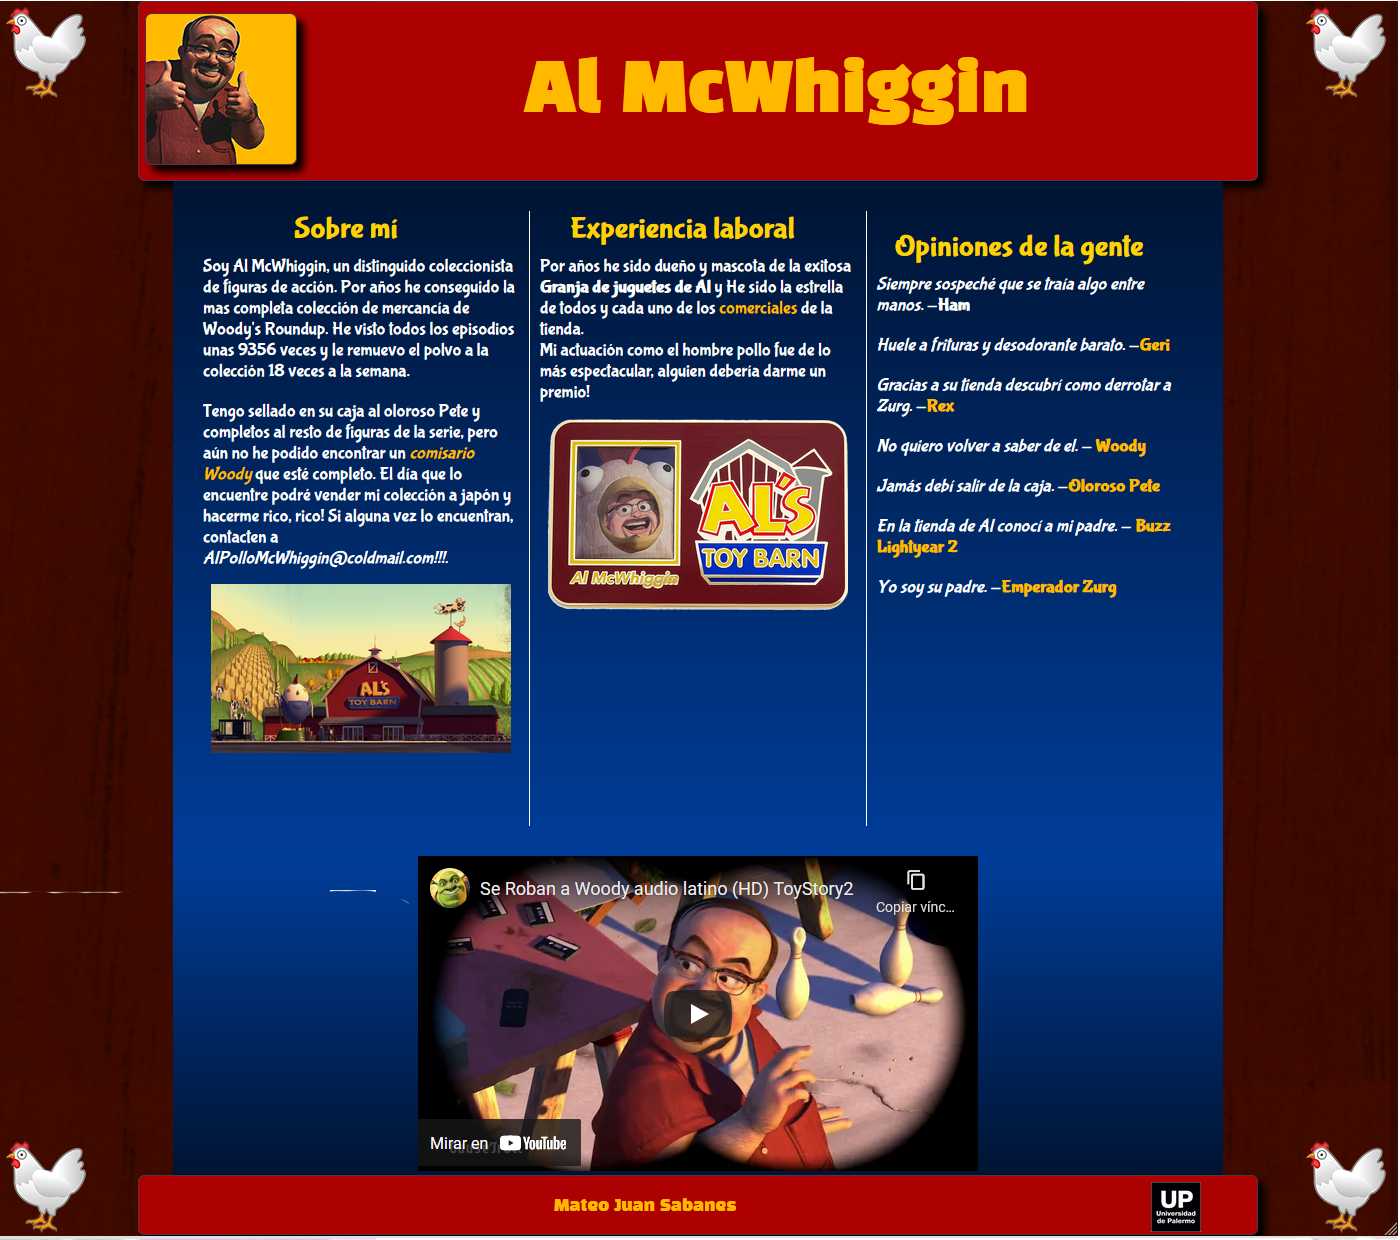 Al McWhiggin
Sobre mí
Soy Al McWhiggin, un distinguido coleccionista
de figuras de acción. Por años he conseguido la
mas completa colección de mercancía de
Woody's Roundup. He visto todos los episodios
unas 9356 veces y le remuevo el polvo a la
colección 18 veces a la semana.
Tengo sellado en su caja al oloroso Pete y
completos al resto de figuras de la serie, pero
aún no he podido encontrar un comisario
Woody que esté completo. El día que lo
encuentre podré vender mi colección a japón y
hacerme rico, rico! Si alguna vez lo encuentran,
contacten a
AlPolloMcWhiggin@coldmail.com!!!.
AL'S
TOY BARN
Experiencia laboral
Por años he sido dueño y mascota de la exitosa
Granja de juguetes de Al y He sido la estrella
de todos y cada uno de los comerciales de la
tienda.
Mi actuación como el hombre pollo fue de lo
más espectacular, alguien debería darme un
premio!
AL'S
TOY BARN
Al McWhiggin
Opiniones de la gente
Siempre sospeché que se traía algo entre
manos. —Ham
Huele a frituras y desodorante barato. —Geri
Gracias a su tienda descubrí como derrotar a
Zurg. —Rex
No quiero volver a saber de el. — Woody
Jamás debí salir de la caja. —Oloroso Pete
En la tienda de Al conocí a mi padre. — Buzz
Lightyear 2
Yo soy su padre. —Emperador Zurg
Se Roban a Woody audio latino (HD) ToyStory2
Copiar vínc...
Mirar en YouTube
Mateo Juan Sabanes
UP
Universidad
de Palermo